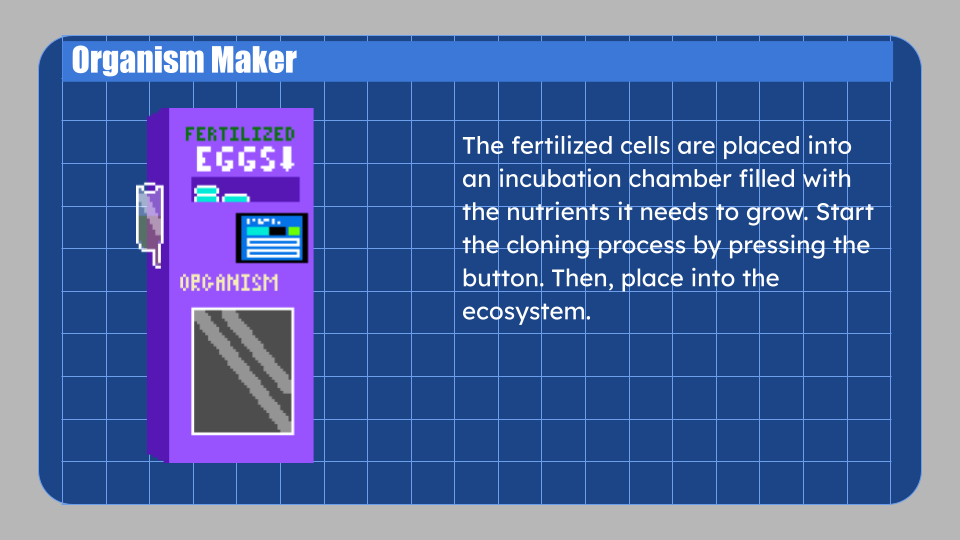 Organism Maker
FERTILIZED
EGGS⬇
ORGANISM
The fertilized cells are placed into
an incubation chamber filled with
the nutrients it needs to grow. Start
the cloning process by pressing the
button. Then, place into the
ecosystem.